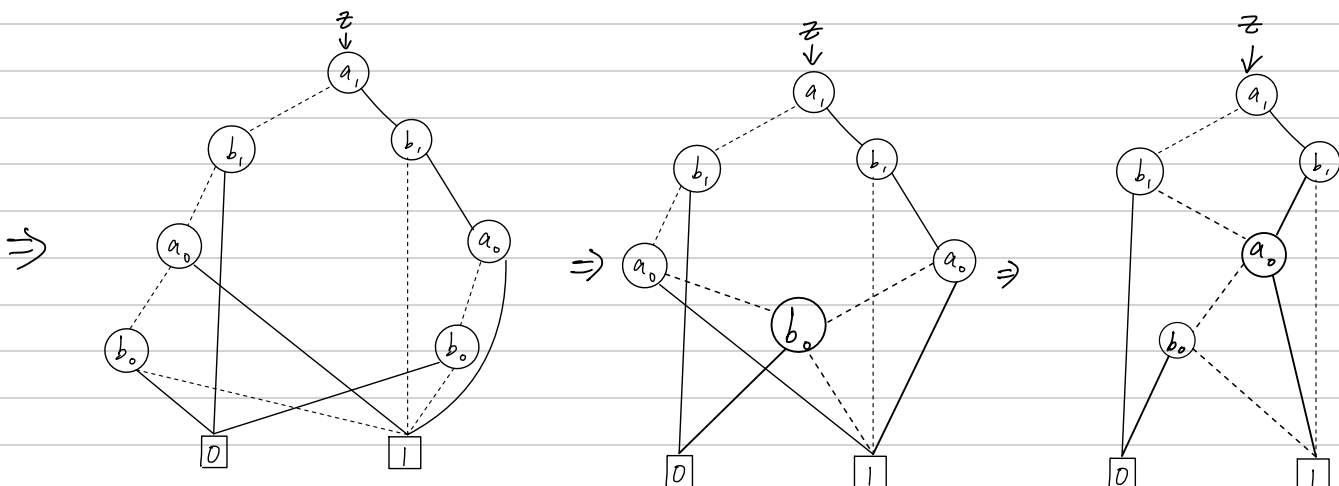 z
a₁
b₁ b₁
a₀ a₀
b₀ b₀
0 1
⇒
z
a₁
b₁ b₁
a₀ a₀
b₀
0 1
⇒
z
a₁
b₁ b₁
a₀
b₀
0 1
⇒